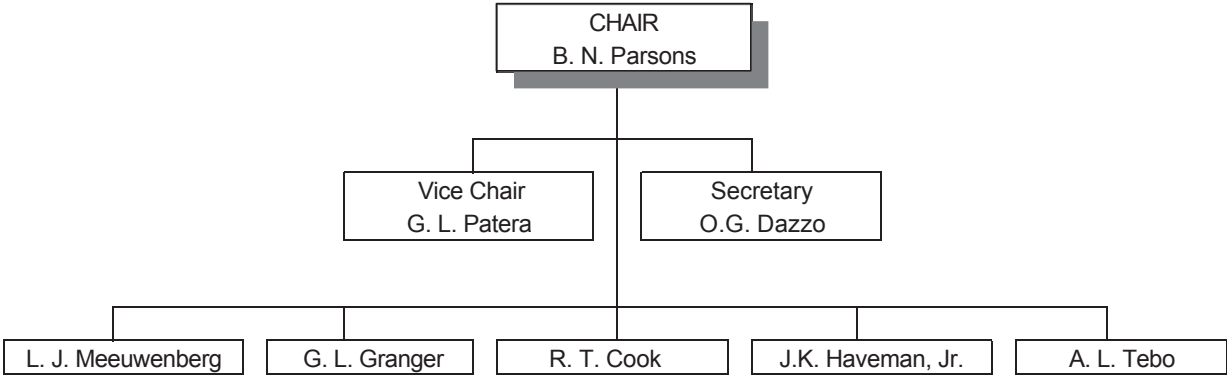 CHAIR
B. N. Parsons
Vice Chair
G. L. Patera
Secretary
O.G. Dazzo
L. J. Meeuwenberg
G. L. Granger
R. T. Cook
J.K. Haveman, Jr.
A. L. Tebo